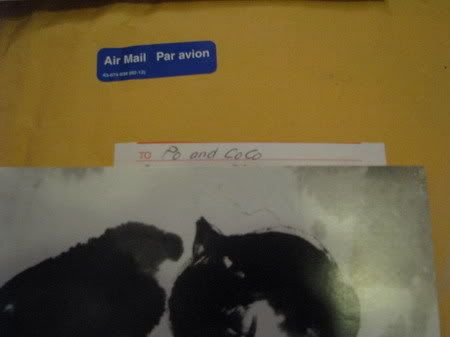 Air Mail Par avion
TO Po and CoCo